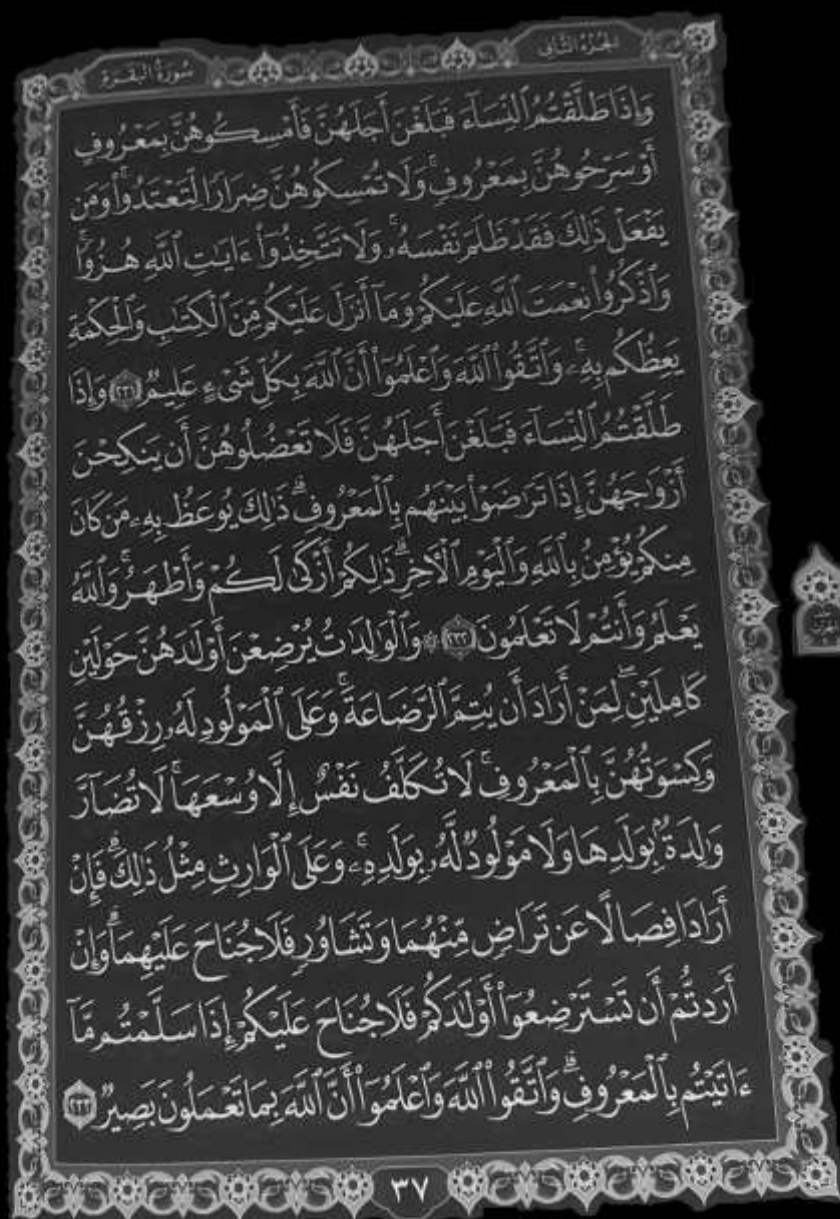 الجزء الثاني
سورة البقرة
وَإِذَا طَلَّقْتُمُ ٱلنِّسَآءَ فَبَلَغْنَ أَجَلَهُنَّ فَأَمْسِكُوهُنَّ بِمَعْرُوفٍ
أَوْ سَرِّحُوهُنَّ بِمَعْرُوفٍۚ وَلَا تُمْسِكُوهُنَّ ضِرَارًا لِّتَعْتَدُوا۟ۚ وَمَن
يَفْعَلْ ذَٰلِكَ فَقَدْ ظَلَمَ نَفْسَهُۥۚ وَلَا تَتَّخِذُوٓا۟ ءَايَٰتِ ٱللَّهِ هُزُوًاۚ
وَٱذْكُرُوا۟ نِعْمَتَ ٱللَّهِ عَلَيْكُمْ وَمَآ أَنزَلَ عَلَيْكُم مِّنَ ٱلْكِتَٰبِ وَٱلْحِكْمَةِ
يَعِظُكُم بِهِۦۚ وَٱتَّقُوا۟ ٱللَّهَ وَٱعْلَمُوٓا۟ أَنَّ ٱللَّهَ بِكُلِّ شَىْءٍ عَلِيمٌ ٢٣١ وَإِذَا
طَلَّقْتُمُ ٱلنِّسَآءَ فَبَلَغْنَ أَجَلَهُنَّ فَلَا تَعْضُلُوهُنَّ أَن يَنكِحْنَ
أَزْوَٰجَهُنَّ إِذَا تَرَٰضَوْا۟ بَيْنَهُم بِٱلْمَعْرُوفِۗ ذَٰلِكَ يُوعَظُ بِهِۦ مَن كَانَ
مِنكُمْ يُؤْمِنُ بِٱللَّهِ وَٱلْيَوْمِ ٱلْءَاخِرِۗ ذَٰلِكُمْ أَزْكَىٰ لَكُمْ وَأَطْهَرُۚ وَٱللَّهُ
يَعْلَمُ وَأَنتُمْ لَا تَعْلَمُونَ ٢٣٢ ۞ وَٱلْوَٰلِدَٰتُ يُرْضِعْنَ أَوْلَٰدَهُنَّ حَوْلَيْنِ
كَامِلَيْنِۖ لِمَنْ أَرَادَ أَن يُتِمَّ ٱلرَّضَاعَةَۚ وَعَلَى ٱلْمَوْلُودِ لَهُۥ رِزْقُهُنَّ
وَكِسْوَتُهُنَّ بِٱلْمَعْرُوفِۚ لَا تُكَلَّفُ نَفْسٌ إِلَّا وُسْعَهَاۚ لَا تُضَآرَّ
وَٰلِدَةٌۢ بِوَلَدِهَا وَلَا مَوْلُودٌ لَّهُۥ بِوَلَدِهِۦۚ وَعَلَى ٱلْوَارِثِ مِثْلُ ذَٰلِكَۗ فَإِنْ
أَرَادَا فِصَالًا عَن تَرَاضٍ مِّنْهُمَا وَتَشَاوُرٍ فَلَا جُنَاحَ عَلَيْهِمَاۗ وَإِنْ
أَرَدتُّمْ أَن تَسْتَرْضِعُوٓا۟ أَوْلَٰدَكُمْ فَلَا جُنَاحَ عَلَيْكُمْ إِذَا سَلَّمْتُم مَّآ
ءَاتَيْتُم بِٱلْمَعْرُوفِۗ وَٱتَّقُوا۟ ٱللَّهَ وَٱعْلَمُوٓا۟ أَنَّ ٱللَّهَ بِمَا تَعْمَلُونَ بَصِيرٌ ٢٣٣
٣٧